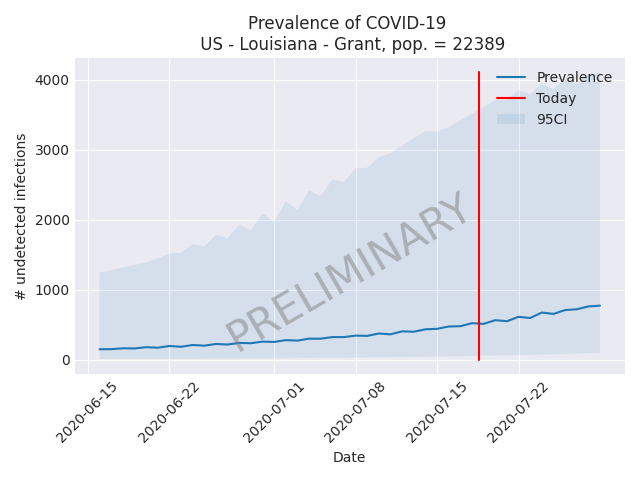 Prevalence of COVID-19
US - Louisiana - Grant, pop. = 22389
4000
3000
2000
1000
0
# undetected infections
Prevalence
Today
95CI
PRELIMINARY
2020-06-15
2020-06-22
2020-07-01
2020-07-08
2020-07-15
2020-07-22
Date